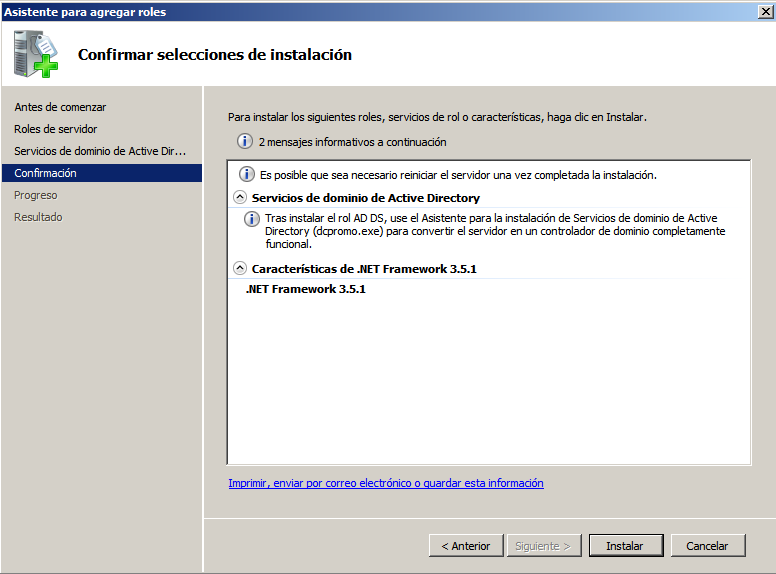 Asistente para agregar roles
Confirmar selecciones de instalación
Antes de comenzar
Roles de servidor
Servicios de dominio de Active Dir...
Confirmación
Progreso
Resultado
Para instalar los siguientes roles, servicios de rol o características, haga clic en Instalar.
2 mensajes informativos a continuación
Es posible que sea necesario reiniciar el servidor una vez completada la instalación.
Servicios de dominio de Active Directory
Tras instalar el rol AD DS, use el Asistente para la instalación de Servicios de dominio de Active
Directory (dcpromo.exe) para convertir el servidor en un controlador de dominio completamente
funcional.
Características de .NET Framework 3.5.1
.NET Framework 3.5.1
Imprimir, enviar por correo electrónico o guardar esta información
< Anterior
Siguiente >
Instalar
Cancelar